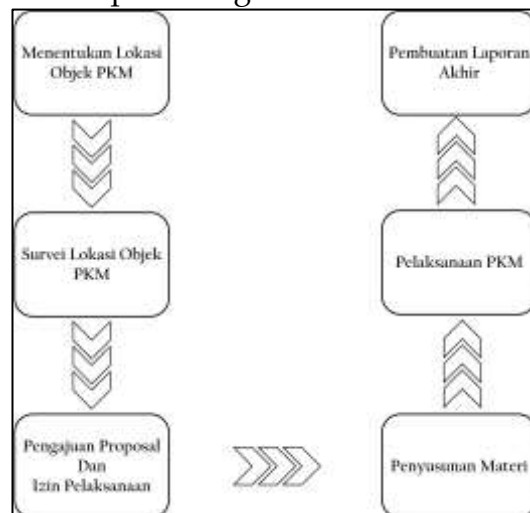 Menentukan Lokasi
Objek PKM
Survei Lokasi Objek
PKM
Pengajuan Proposal
Dan
Izin Pelaksanaan
Penyusunan Materi
Pelaksanaan PKM
Pembuatan Laporan
Akhir